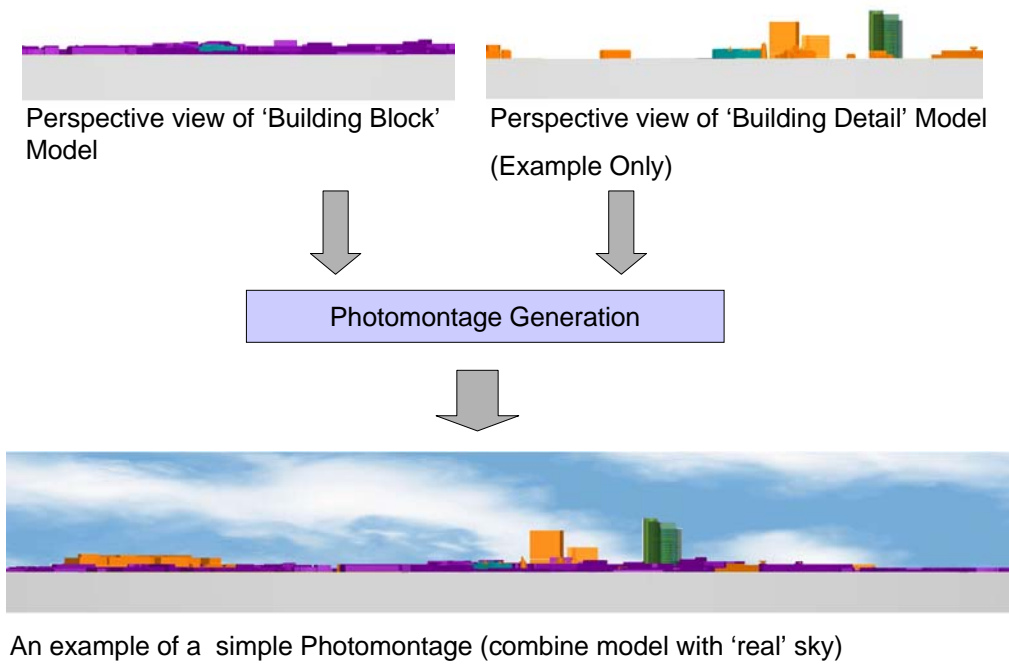 Perspective view of ‘Building Block’
Model
Perspective view of ‘Building Detail’ Model
(Example Only)
Photomontage Generation
An example of a  simple Photomontage (combine model with ‘real’ sky)